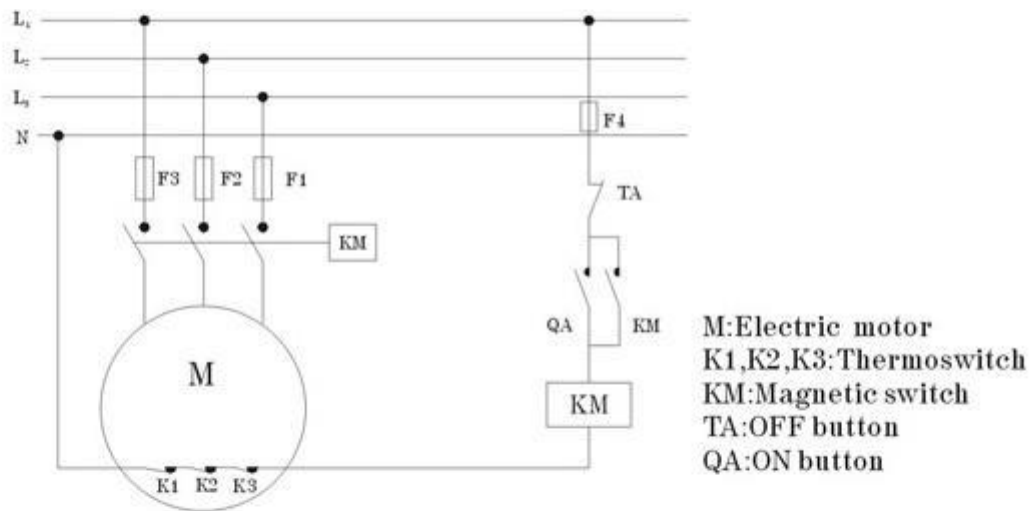 L₁
L₂
L₃
N
F4
F3
F2
F1
TA
KM
QA
KM
M
KM
K1
K2
K3
M:Electric motor
K1,K2,K3:Thermoswitch
KM:Magnetic switch
TA:OFF button
QA:ON button